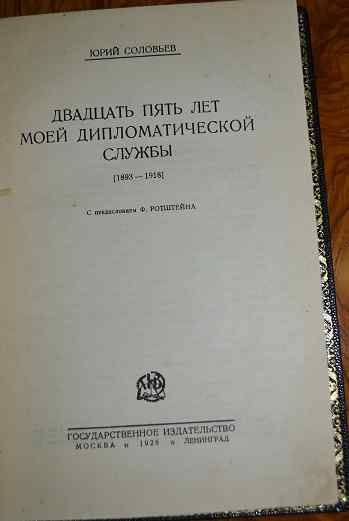 ЮРИЙ СОЛОВЬЕВ
ДВАДЦАТЬ ПЯТЬ ЛЕТ
МОЕЙ ДИПЛОМАТИЧЕСКОЙ
СЛУЖБЫ
[1893—1918]
С предисловием Ф. РОТШТЕЙНА
ГОСУДАРСТВЕННОЕ ИЗДАТЕЛЬСТВО
МОСКВА и 1928 и ЛЕНИНГРАД